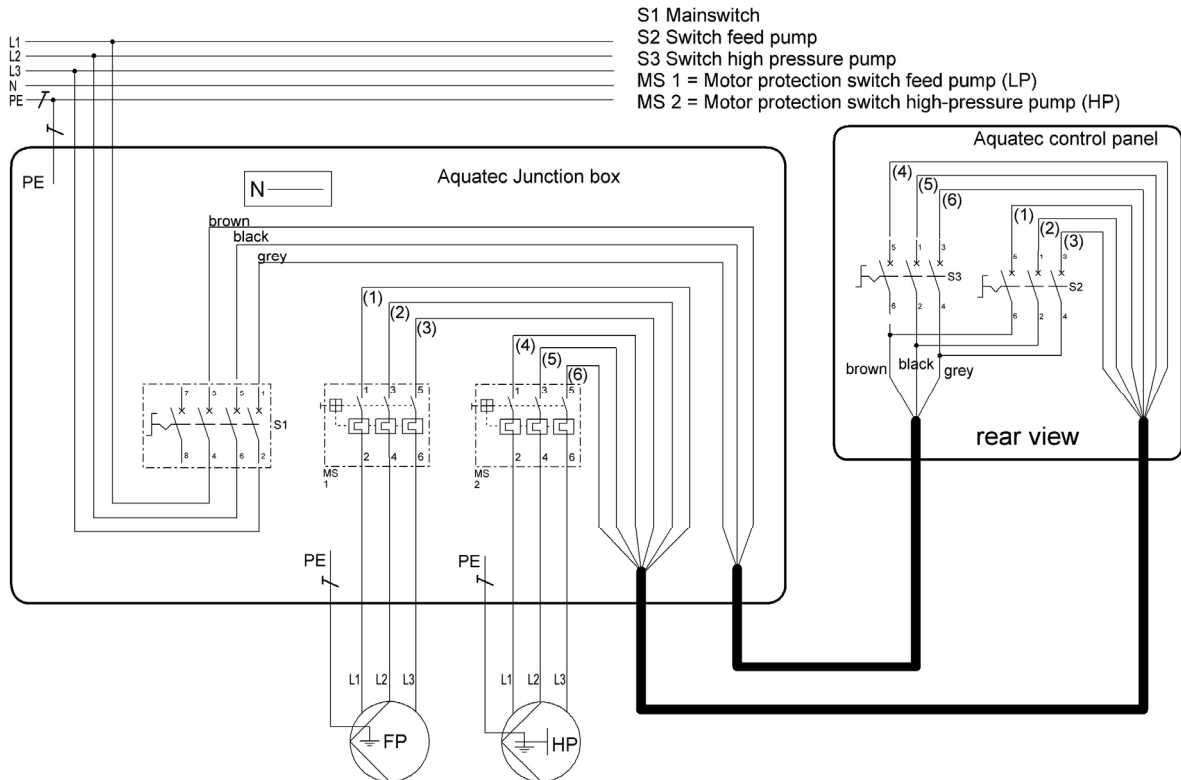 S1 Mainswitch
S2 Switch feed pump
S3 Switch high pressure pump
MS 1 = Motor protection switch feed pump (LP)
MS 2 = Motor protection switch high-pressure pump (HP)
L1
L2
L3
N
PE
PE
N
Aquatec Junction box
brown
black
grey
(1)
(2)
(3)
(4)
(5)
(6)
7 3 5 1
S1
8 4 6 2
1 3 5
2 4 6
MS
1
1 3 5
2 4 6
MS
2
PE
PE
L1 L2 L3
L1 L2 L3
FP
HP
Aquatec control panel
(4)
(5)
(6)
(1)
(2)
(3)
5 1 3
S3
6 2 4
5 1 3
S2
6 2 4
brown
black
grey
rear view